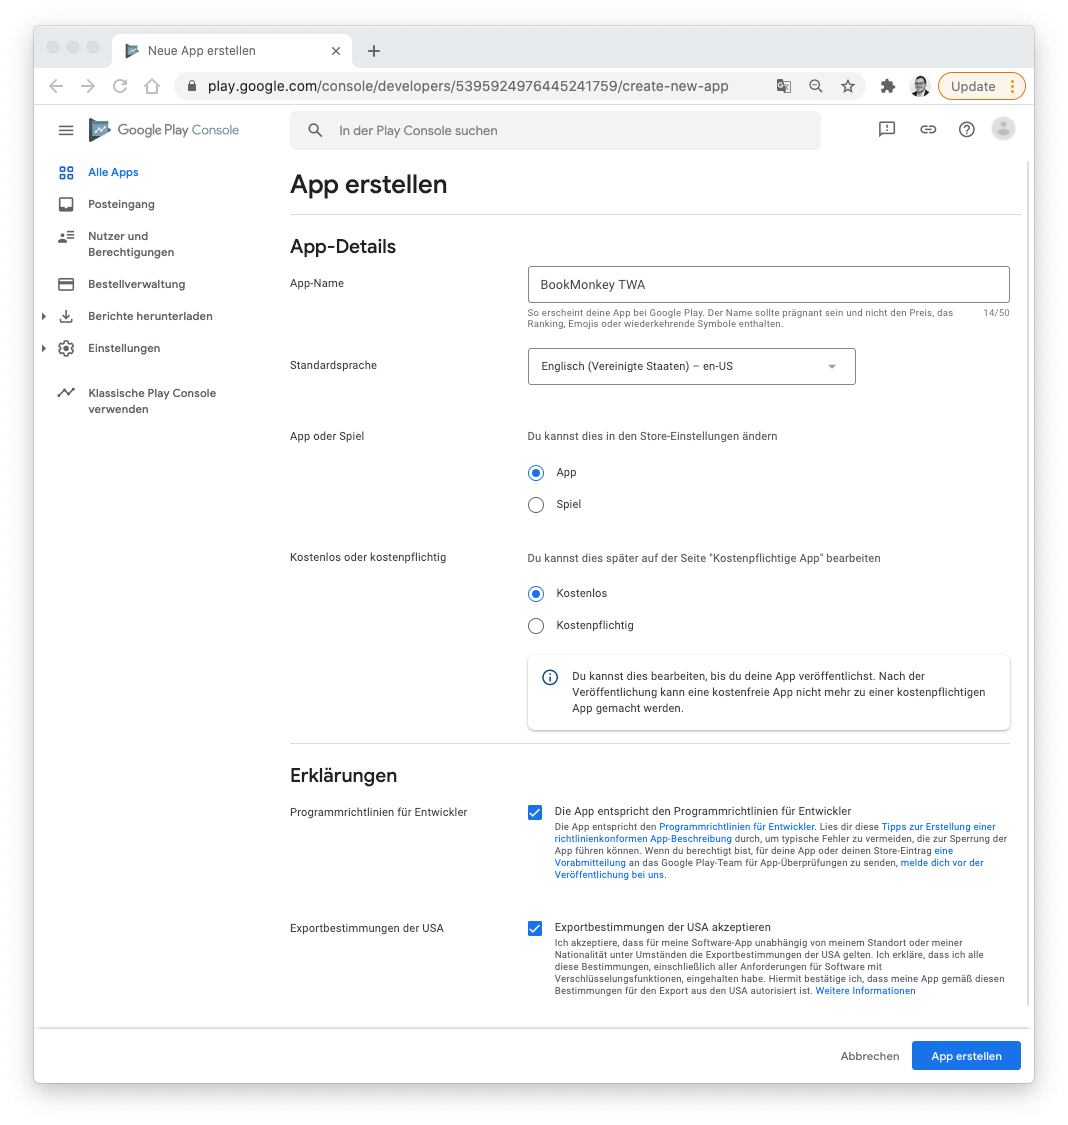 Neue App erstellen
play.google.com/console/developers/5395924976445241759/create-new-app
Update
Google Play Console
In der Play Console suchen
Alle Apps
Posteingang
Nutzer und
Berechtigungen
Bestellverwaltung
Berichte herunterladen
Einstellungen
Klassische Play Console
verwenden
App erstellen
App-Details
App-Name
BookMonkey TWA
So erscheint deine App bei Google Play. Der Name sollte prägnant sein und nicht den Preis, das
Ranking, Emojis oder wiederkehrende Symbole enthalten.
14/50
Standardsprache
Englisch (Vereinigte Staaten) – en-US
App oder Spiel
Du kannst dies in den Store-Einstellungen ändern
App
Spiel
Kostenlos oder kostenpflichtig
Du kannst dies später auf der Seite "Kostenpflichtige App" bearbeiten
Kostenlos
Kostenpflichtig
Du kannst dies bearbeiten, bis du deine App veröffentlichst. Nach der
Veröffentlichung kann eine kostenfreie App nicht mehr zu einer kostenpflichtigen
App gemacht werden.
Erklärungen
Programmrichtlinien für Entwickler
Die App entspricht den Programmrichtlinien für Entwickler
Die App entspricht den Programmrichtlinien für Entwickler. Lies dir diese Tipps zur Erstellung einer
richtlinienkonformen App-Beschreibung durch, um typische Fehler zu vermeiden, die zur Sperrung der
App führen können. Wenn du berechtigt bist, für deine App oder deinen Store-Eintrag eine
Vorabmitteilung an das Google Play-Team für App-Überprüfungen zu senden, melde dich vor der
Veröffentlichung bei uns.
Exportbestimmungen der USA
Exportbestimmungen der USA akzeptieren
Ich akzeptiere, dass für meine Software-App unabhängig von meinem Standort oder meiner
Nationalität unter Umständen die Exportbestimmungen der USA gelten. Ich erkläre, dass ich alle
diese Bestimmungen, einschließlich aller Anforderungen für Software mit
Verschlüsselungsfunktionen, eingehalten habe. Hiermit bestätige ich, dass meine App gemäß diesen
Bestimmungen für den Export aus den USA autorisiert ist. Weitere Informationen
Abbrechen
App erstellen